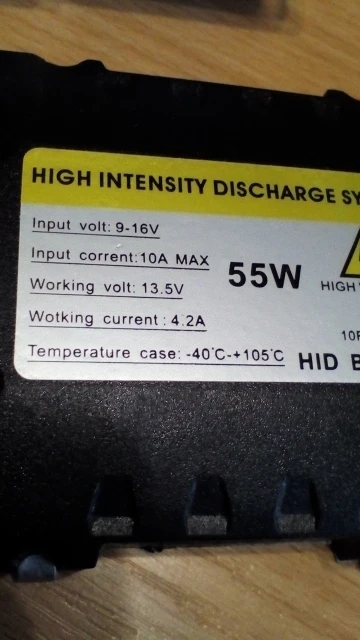 HIGH INTENSITY DISCHARGE SY
Input volt: 9-16V
Input corrent:10A MAX
55W
Working volt: 13.5V
HIGH
Wotking current : 4.2A
Temperature case: -40°C-+105°C
HID B